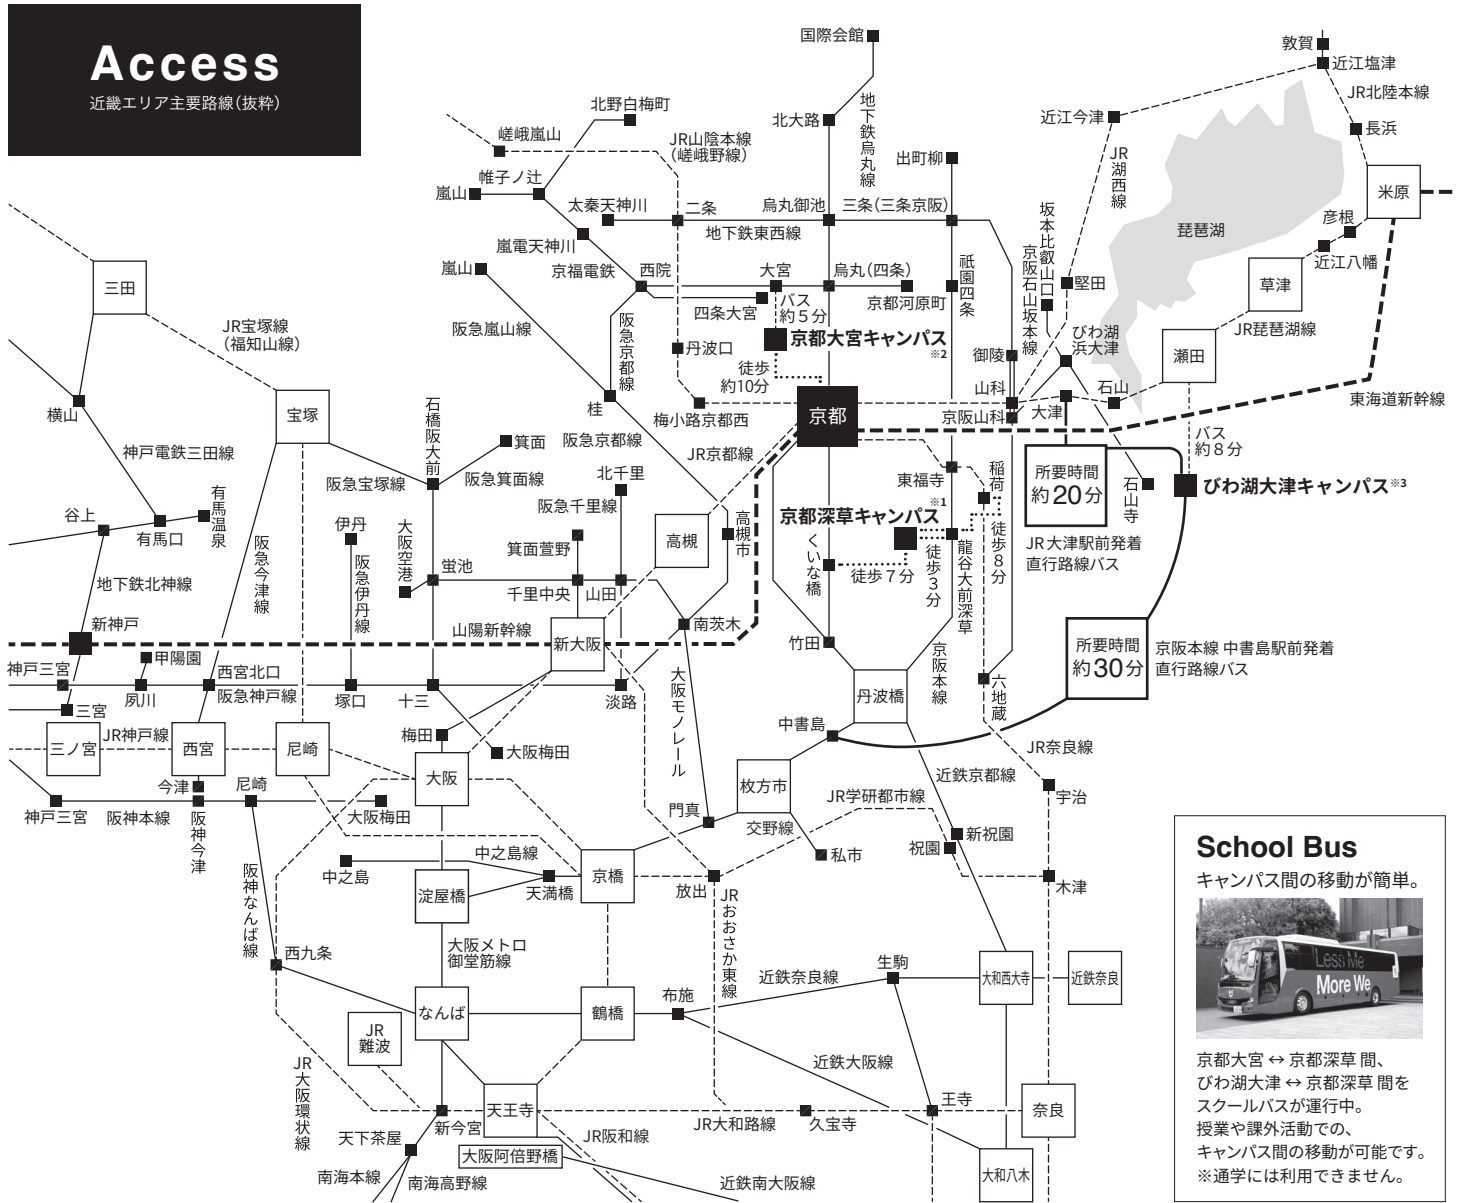 Access
近畿エリア主要路線(抜粋)
国際会館
敦賀
近江塩津
JR北陸本線
北野白梅町
地下鉄烏丸線
近江今津
長浜
嵯峨嵐山
JR山陰本線
(嵯峨野線)
北大路
出町柳
JR湖西線
嵐山
帷子ノ辻
米原
太秦天神川
二条
烏丸御池
三条(三条京阪)
坂本比叡山口
彦根
地下鉄東西線
琵琶湖
嵐電天神川
近江八幡
京阪石山坂本線
嵐山
京福電鉄
西院
大宮
烏丸(四条)
祇園四条
堅田
草津
三田
四条大宮
バス
約5分
京都河原町
JR宝塚線
(福知山線)
阪急嵐山線
阪急京都線
丹波口
京都大宮キャンパス
※2
びわ湖
浜大津
JR琵琶湖線
御陵
瀬田
徒歩
約10分
山科
石山
横山
宝塚
石橋阪大前
桂
梅小路京都西
京都
京阪山科
大津
東海道新幹線
神戸電鉄三田線
箕面
阪急京都線
JR京都線
バス
約8分
阪急宝塚線
阪急箕面線
北千里
東福寺
稲荷
所要時間
約20分
石山寺
びわ湖大津キャンパス※3
谷上
有馬口
有馬温泉
伊丹
大阪空港
阪急千里線
高槻
高槻市
京都深草キャンパス
※1
箕面萱野
くいな橋
徒歩7分
徒歩3分
龍谷大前深草
徒歩8分
JR大津駅前発着
直行路線バス
地下鉄北神線
阪急今津線
阪急伊丹線
蛍池
千里中央
山田
新神戸
山陽新幹線
新大阪
南茨木
竹田
京阪本線
所要時間
約30分
京阪本線 中書島駅前発着
直行路線バス
神戸三宮
甲陽園
西宮北口
夙川
阪急神戸線
塚口
十三
淡路
大阪モノレール
丹波橋
六地蔵
三宮
中書島
三ノ宮
JR神戸線
西宮
尼崎
梅田
大阪梅田
JR奈良線
大阪
近鉄京都線
今津
尼崎
枚方市
宇治
神戸三宮
阪神本線
阪神今津
大阪梅田
門真
交野線
JR学研都市線
新祝園
私市
祝園
School Bus
キャンパス間の移動が簡単。
中之島線
中之島
天満橋
京橋
放出
木津
阪神なんば線
淀屋橋
JRおおさか東線
西九条
大阪メトロ
御堂筋線
生駒
大和西大寺
近鉄奈良
近鉄奈良線
Less Me
More We
なんば
鶴橋
布施
JR
難波
JR大阪環状線
近鉄大阪線
京都大宮 ↔ 京都深草 間、
びわ湖大津 ↔ 京都深草 間を
スクールバスが運行中。
授業や課外活動での、
キャンパス間の移動が可能です。
※通学には利用できません。
天王寺
王寺
奈良
新今宮
JR大和路線
久宝寺
天下茶屋
JR阪和線
大阪阿倍野橋
南海本線
南海高野線
近鉄南大阪線
大和八木